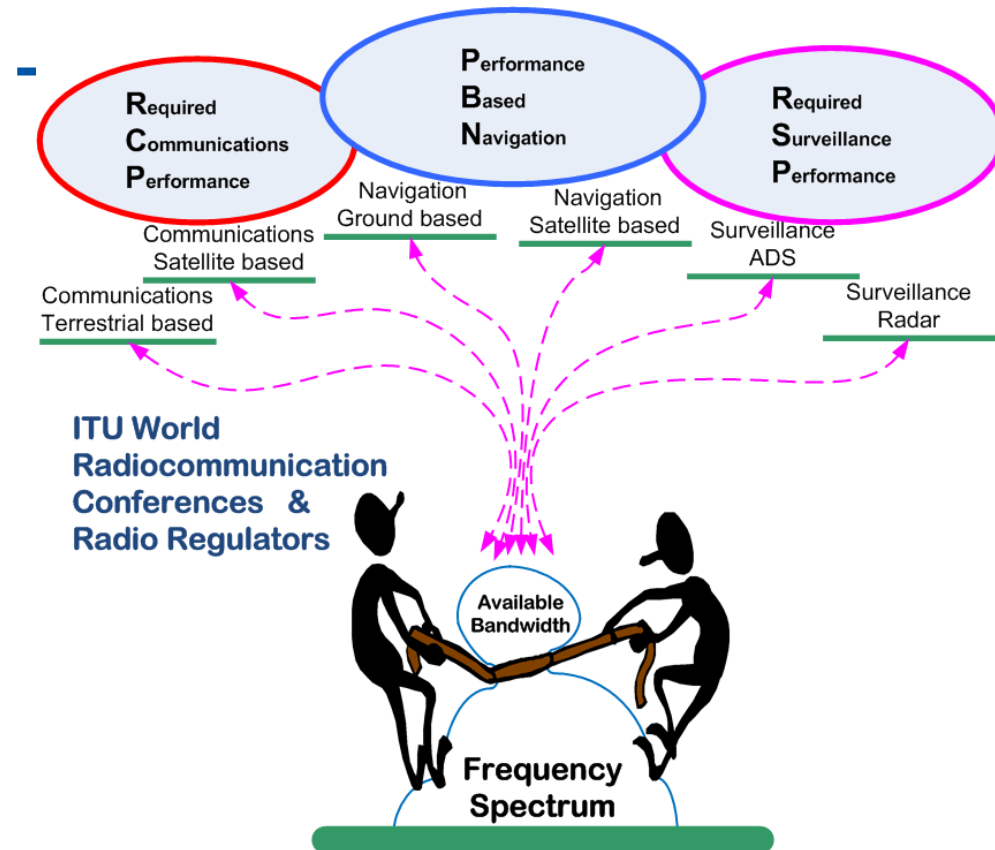 Required
Communications
Performance
Performance
Based
Navigation
Required
Surveillance
Performance
Communications
Terrestrial based
Communications
Satellite based
Navigation
Ground based
Navigation
Satellite based
Surveillance
ADS
Surveillance
Radar
ITU World
Radiocommunication
Conferences &
Radio Regulators
Available
Bandwidth
Frequency
Spectrum